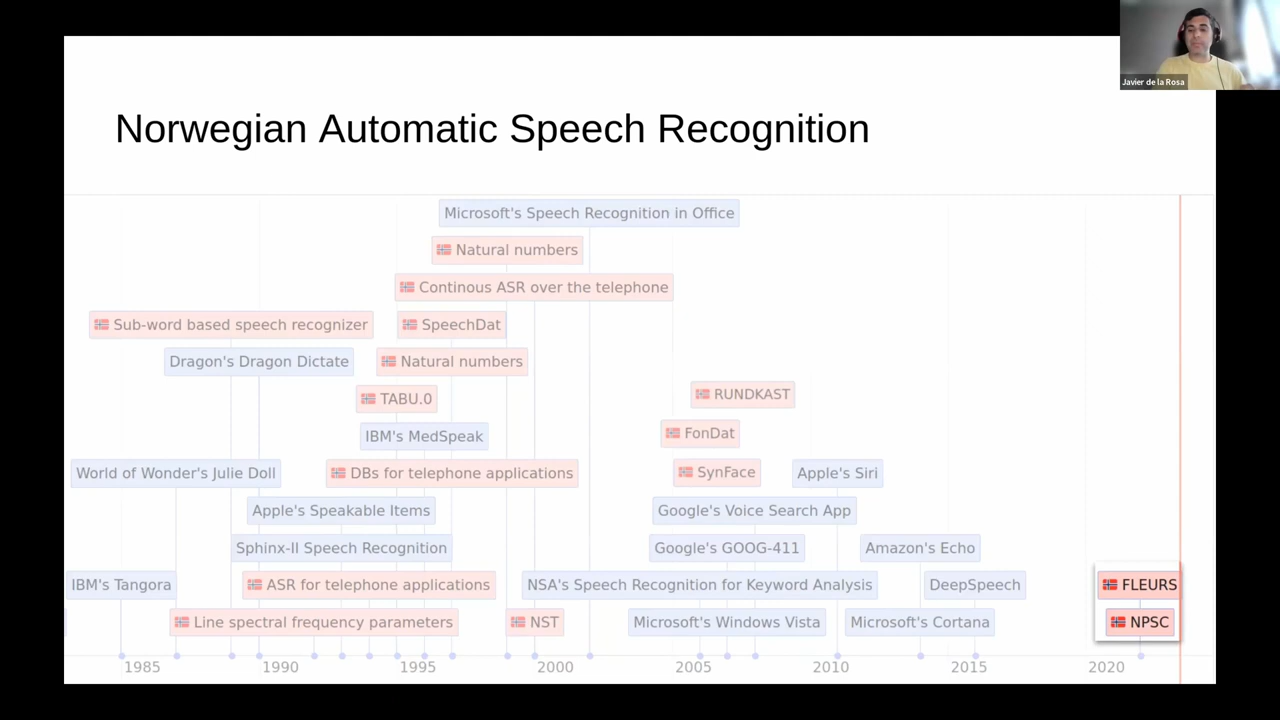 Javier de la Rosa
Norwegian Automatic Speech Recognition
Microsoft's Speech Recognition in Office
Natural numbers
Continous ASR over the telephone
Sub-word based speech recognizer
SpeechDat
Dragon's Dragon Dictate
Natural numbers
TABU.0
RUNDKAST
IBM's MedSpeak
FonDat
World of Wonder's Julie Doll
DBs for telephone applications
SynFace
Apple's Siri
Apple's Speakable Items
Google's Voice Search App
Sphinx-II Speech Recognition
Google's GOOG-411
Amazon's Echo
IBM's Tangora
ASR for telephone applications
NSA's Speech Recognition for Keyword Analysis
DeepSpeech
FLEURS
Line spectral frequency parameters
NST
Microsoft's Windows Vista
Microsoft's Cortana
NPSC
1985 1990 1995 2000 2005 2010 2015 2020